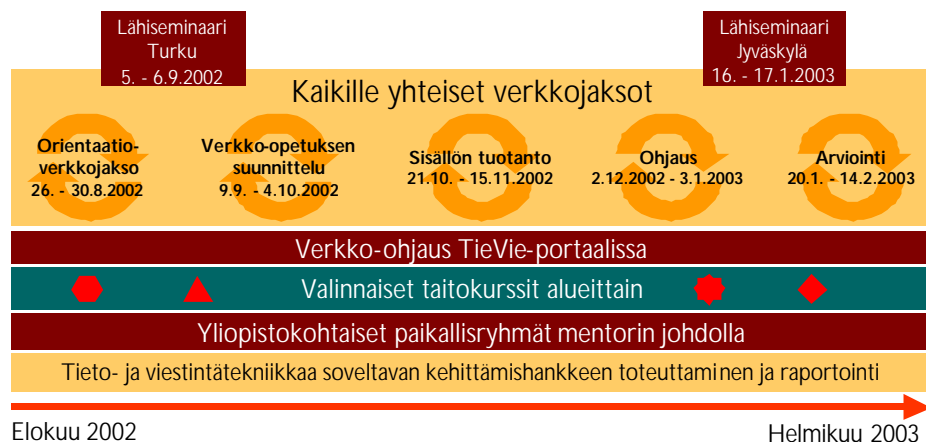 Lähiseminaari
Turku
5. - 6.9.2002
Lähiseminaari
Jyväskylä
16. - 17.1.2003
Kaikille yhteiset verkkojaksot
Orientaatio-
verkkojakso
26. - 30.8.2002
Verkko-opetuksen
suunnittelu
9.9. - 4.10.2002
Sisällön tuotanto
21.10. - 15.11.2002
Ohjaus
2.12.2002 - 3.1.2003
Arviointi
20.1. - 14.2.2003
Verkko-ohjaus TieVie-portaalissa
Valinnaiset taitokurssit alueittain
Yliopistokohtaiset paikallisryhmät mentorin johdolla
Tieto- ja viestintätekniikkaa soveltavan kehittämishankkeen toteuttaminen ja raportointi
Elokuu 2002
Helmikuu 2003